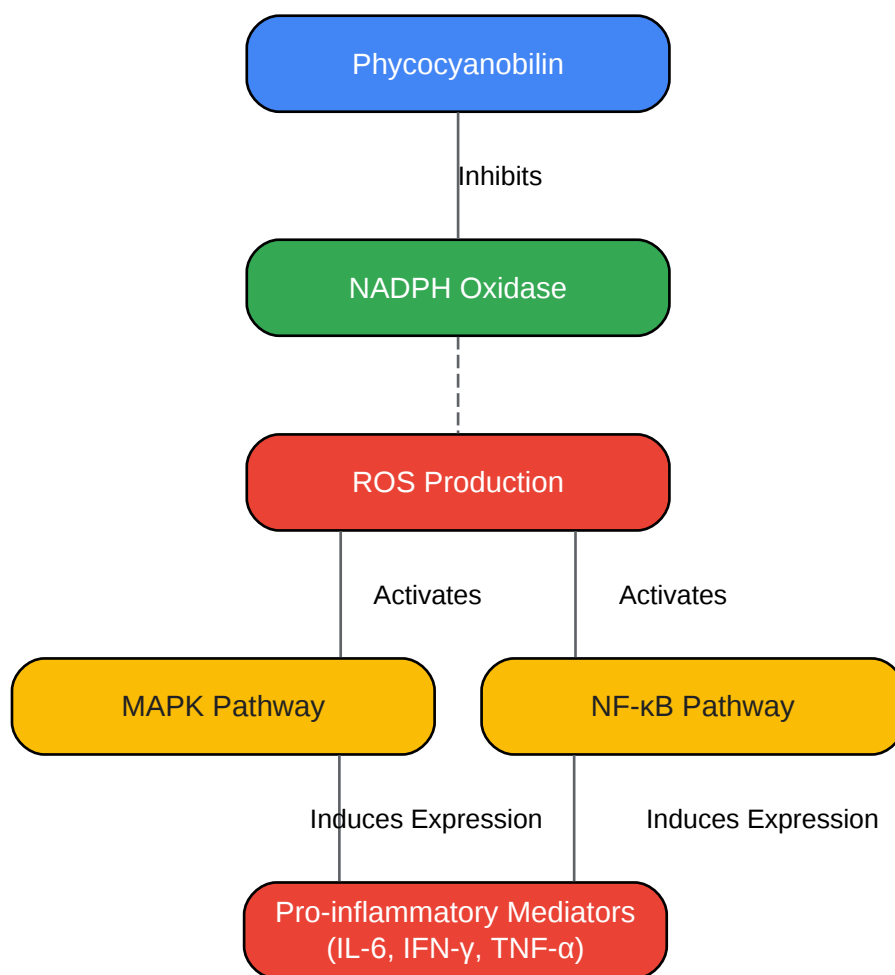 Phycocyanobilin
Inhibits
NADPH Oxidase
ROS Production
Activates
Activates
MAPK Pathway
NF-κB Pathway
Induces Expression
Induces Expression
Pro-inflammatory Mediators
(IL-6, IFN-γ, TNF-α)